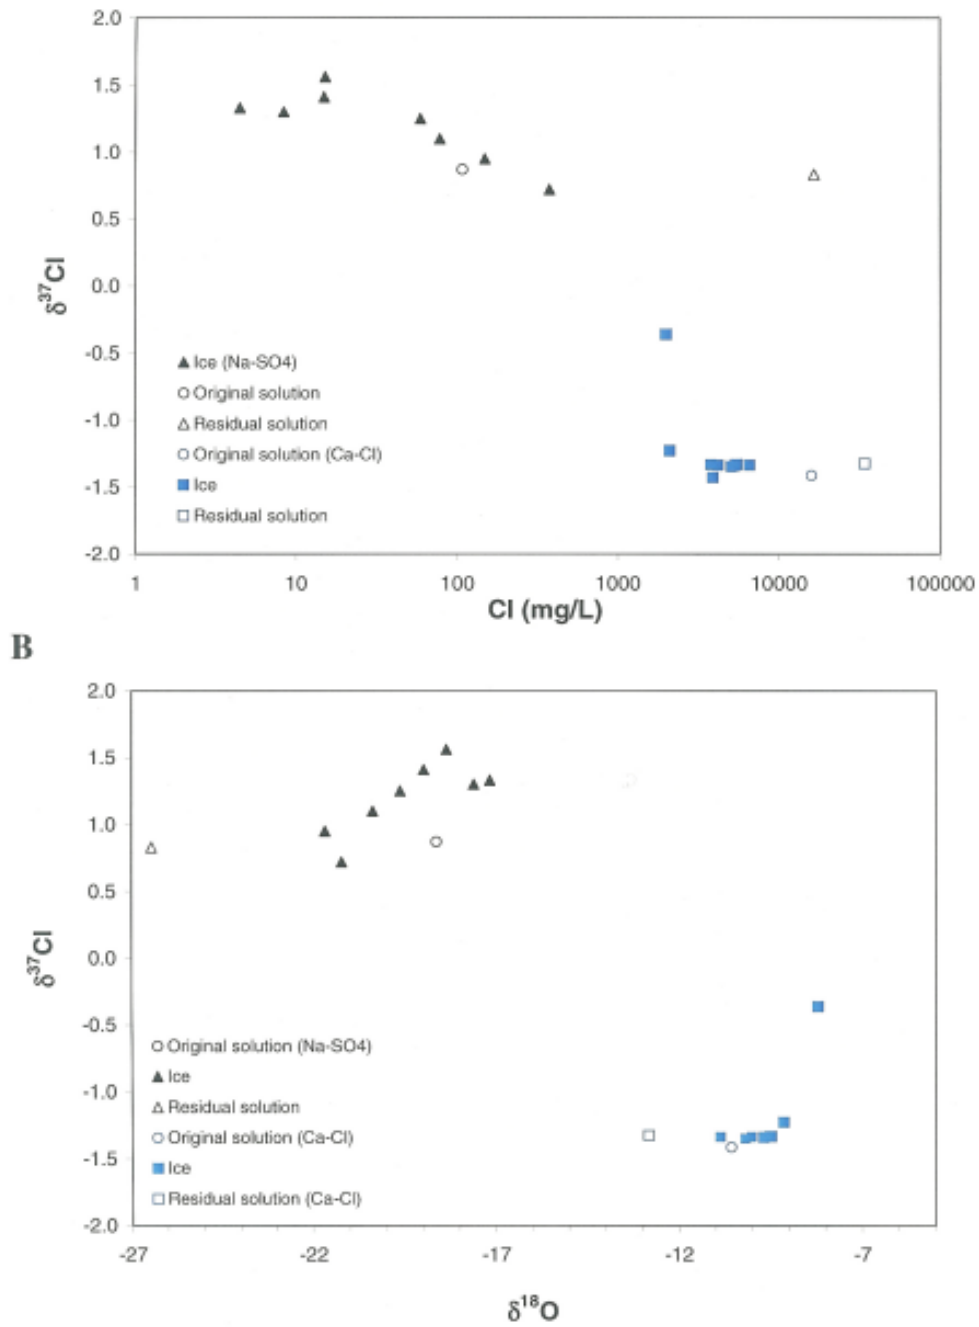 2.0
1.5
1.0
0.5
0.0
-0.5
-1.0
-1.5
-2.0
δ37Cl
Ice (Na-SO4)
Original solution
Residual solution
Original solution (Ca-Cl)
Ice
Residual solution
1 10 100 1000 10000 100000
Cl (mg/L)
B
2.0
1.5
1.0
0.5
0.0
-0.5
-1.0
-1.5
-2.0
δ37Cl
Original solution (Na-SO4)
Ice
Residual solution
Original solution (Ca-Cl)
Ice
Residual solution (Ca-Cl)
-27 -22 -17 -12 -7
δ18O